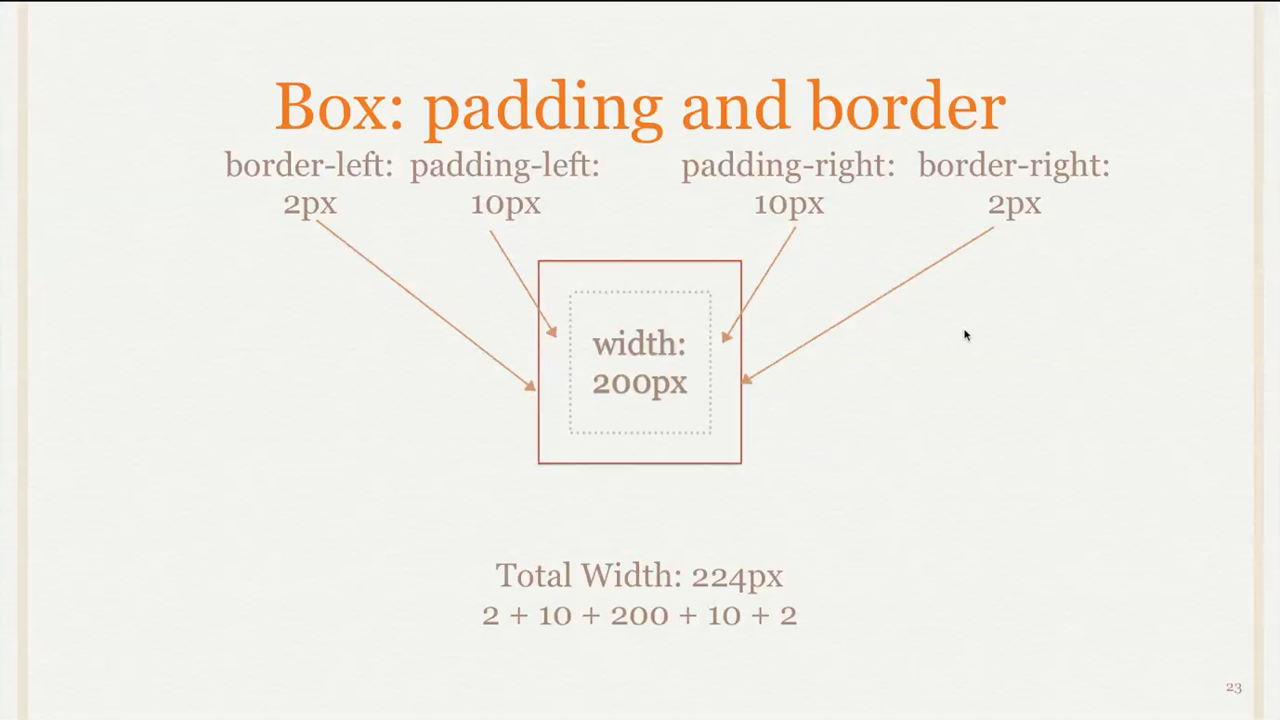 Box: padding and border
border-left: padding-left: padding-right: border-right:
2px 10px 10px 2px
width:
200px
Total Width: 224px
2 + 10 + 200 + 10 + 2
23